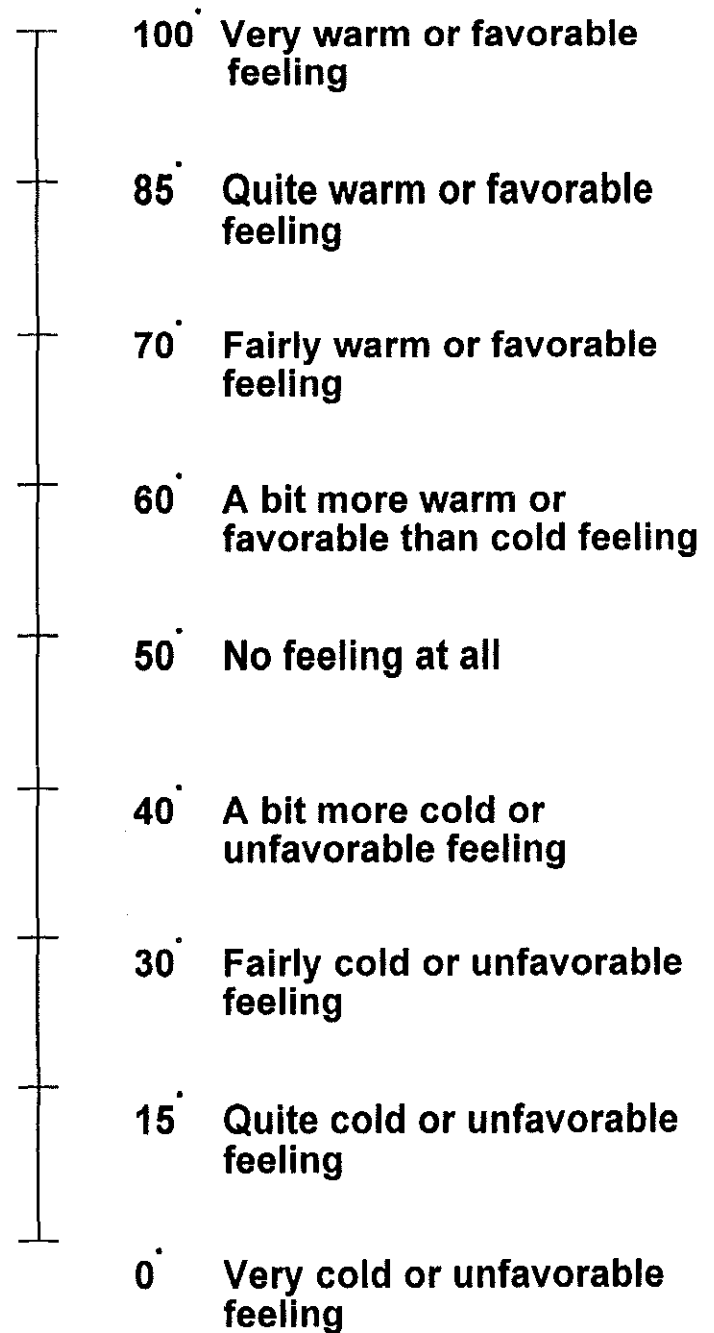 100° Very warm or favorable
feeling
85° Quite warm or favorable
feeling
70° Fairly warm or favorable
feeling
60° A bit more warm or
favorable than cold feeling
50° No feeling at all
40° A bit more cold or
unfavorable feeling
30° Fairly cold or unfavorable
feeling
15° Quite cold or unfavorable
feeling
0° Very cold or unfavorable
feeling